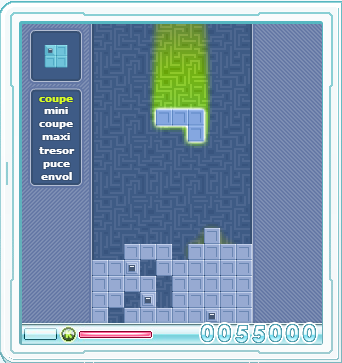 coupe
mini
coupe
maxi
tresor
puce
envol
0055000